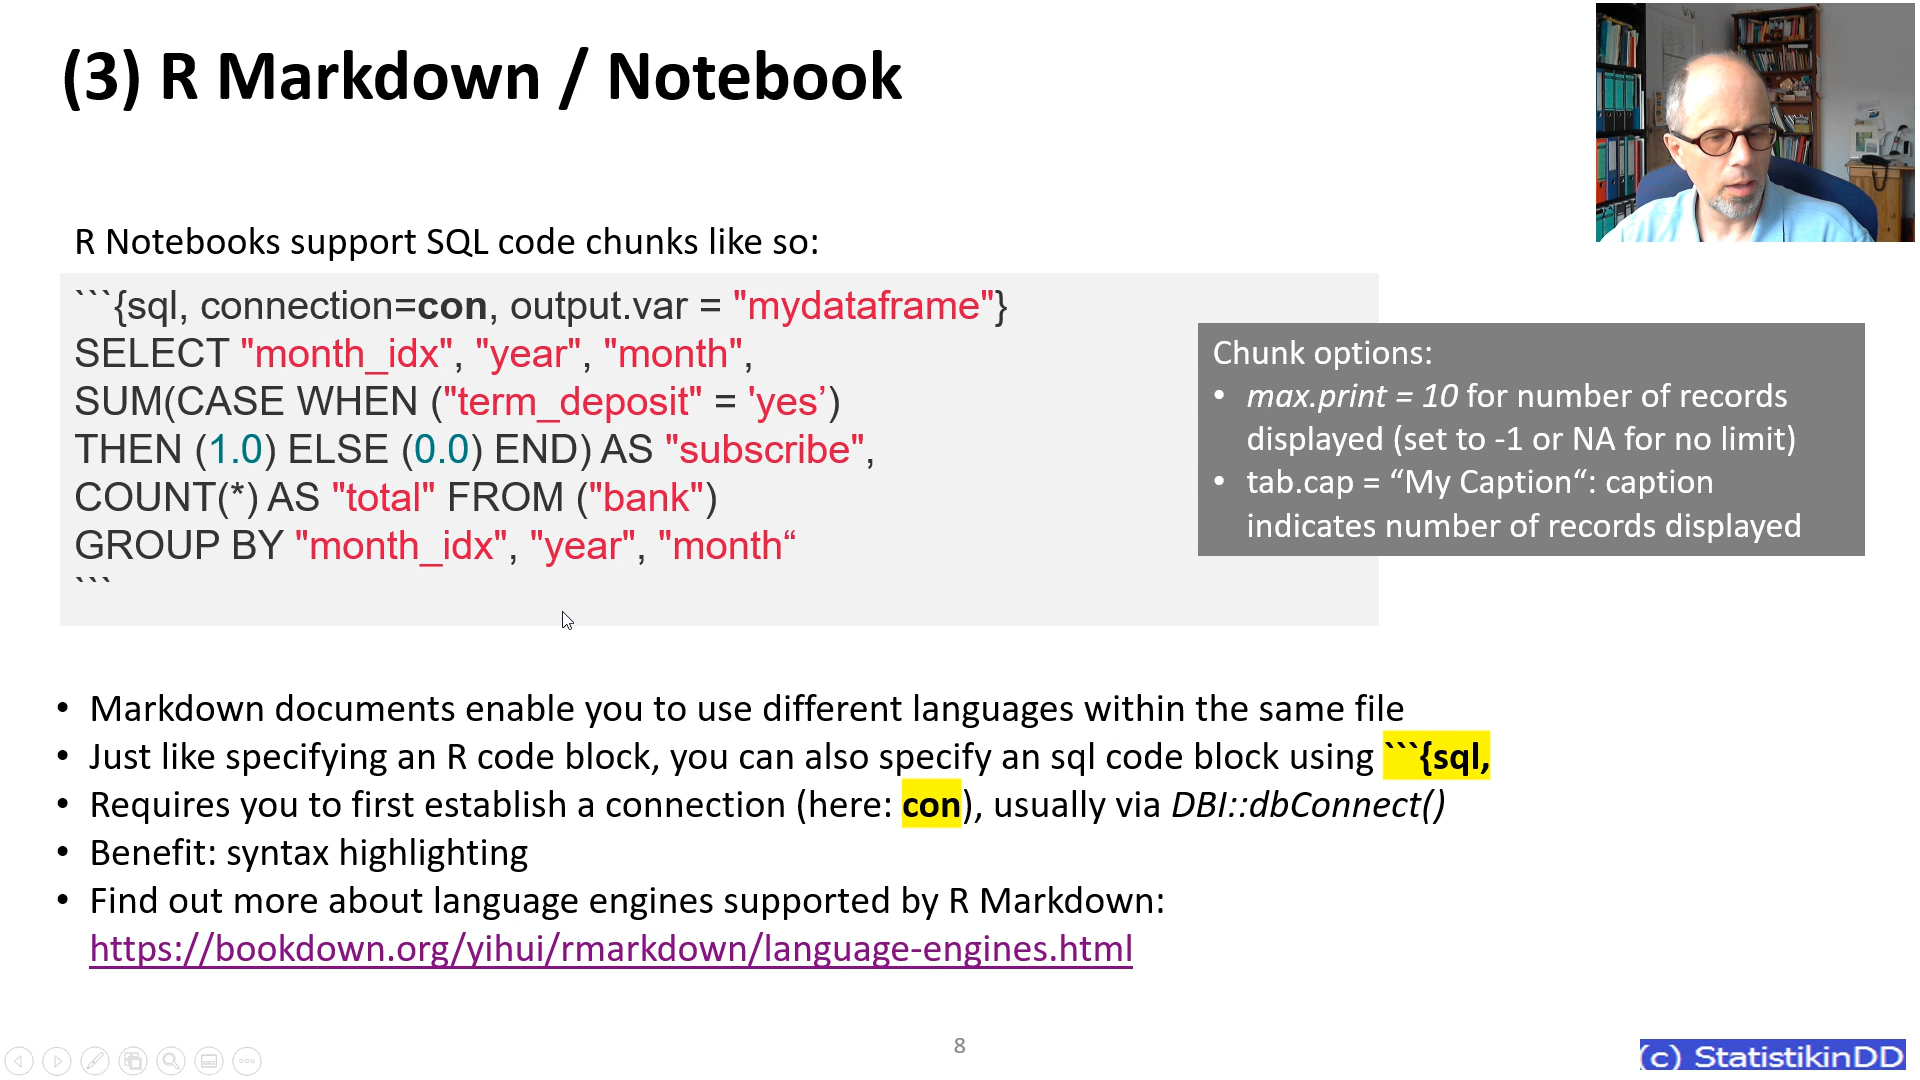 (3) R Markdown / Notebook
R Notebooks support SQL code chunks like so:
```{sql, connection=con, output.var = "mydataframe"}
SELECT "month_idx", "year", "month",
SUM(CASE WHEN ("term_deposit" = 'yes’)
THEN (1.0) ELSE (0.0) END) AS "subscribe",
COUNT(*) AS "total" FROM ("bank")
GROUP BY "month_idx", "year", "month“
```
Chunk options:
• max.print = 10 for number of records
displayed (set to -1 or NA for no limit)
• tab.cap = “My Caption“: caption
indicates number of records displayed
• Markdown documents enable you to use different languages within the same file
• Just like specifying an R code block, you can also specify an sql code block using ```{sql,
• Requires you to first establish a connection (here: con), usually via DBI::dbConnect()
• Benefit: syntax highlighting
• Find out more about language engines supported by R Markdown:
https://bookdown.org/yihui/rmarkdown/language-engines.html
8
(c) StatistikinDD